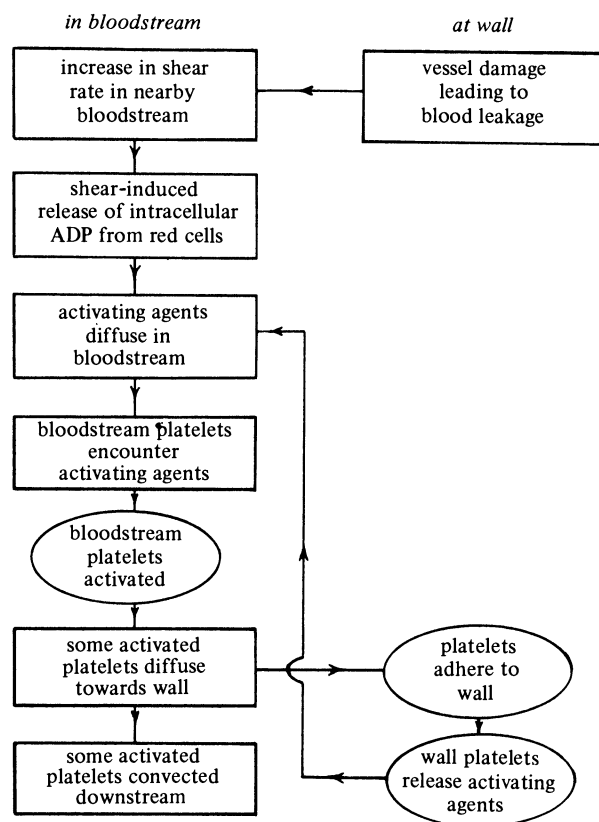 in bloodstream
at wall
increase in shear
rate in nearby
bloodstream
vessel damage
leading to
blood leakage
shear-induced
release of intracellular
ADP from red cells
activating agents
diffuse in
bloodstream
bloodstream platelets
encounter
activating agents
bloodstream
platelets
activated
some activated
platelets diffuse
towards wall
platelets
adhere to
wall
some activated
platelets convected
downstream
wall platelets
release activating
agents